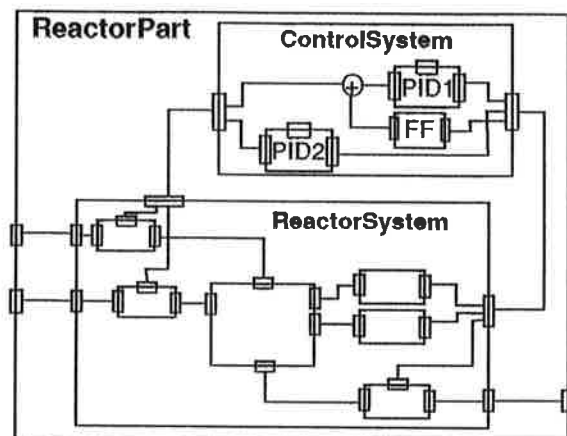 ReactorPart
ControlSystem
PID1
FF
PID2
ReactorSystem